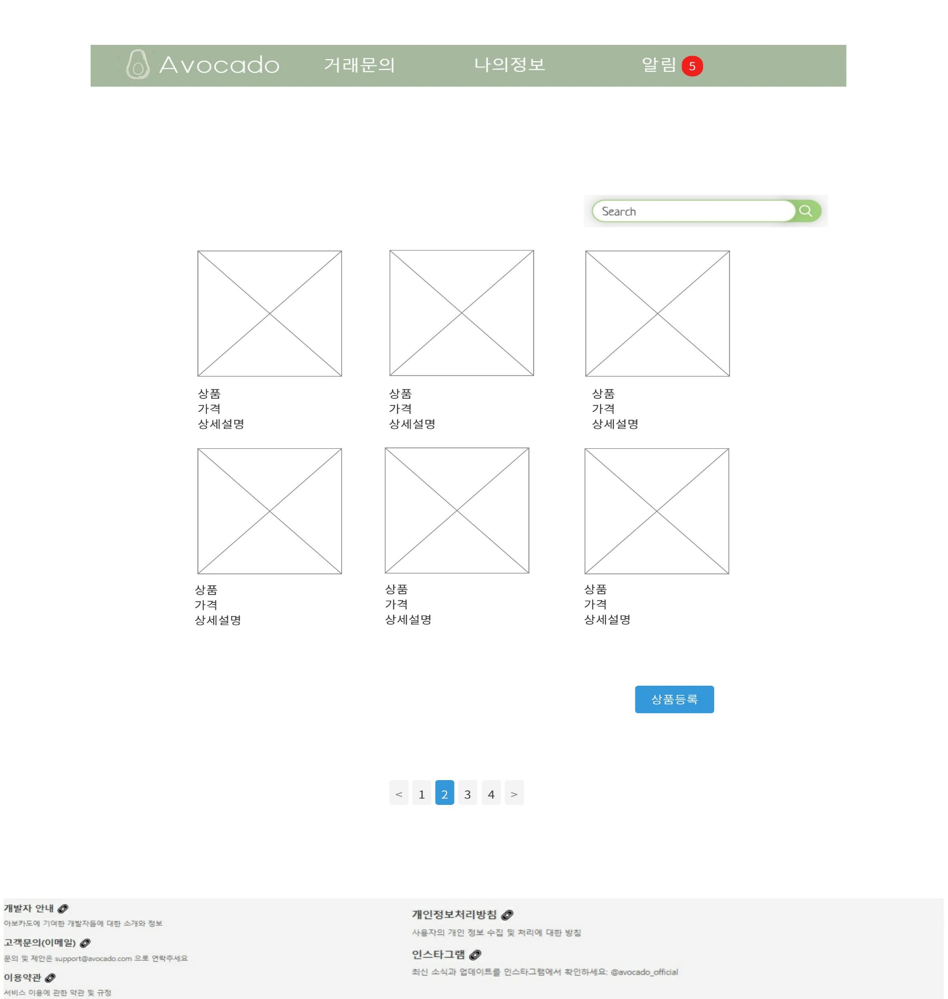 Avocado 거래문의 나의정보 알림 5
Search
상품
가격
상세설명
상품
가격
상세설명
상품
가격
상세설명
상품
가격
상세설명
상품
가격
상세설명
상품
가격
상세설명
상품등록
< 1 2 3 4 >
개발자 안내
아보카도에 기여한 개발자들에 대한 소개와 정보
고객문의(이메일)
문의 및 제안은 support@avocado.com 으로 연락주세요
이용약관
서비스 이용에 관한 약관 및 규정
개인정보처리방침
사용자의 개인 정보 수집 및 처리에 대한 방침
인스타그램
최신 소식과 업데이트를 인스타그램에서 확인하세요: @avocado_official